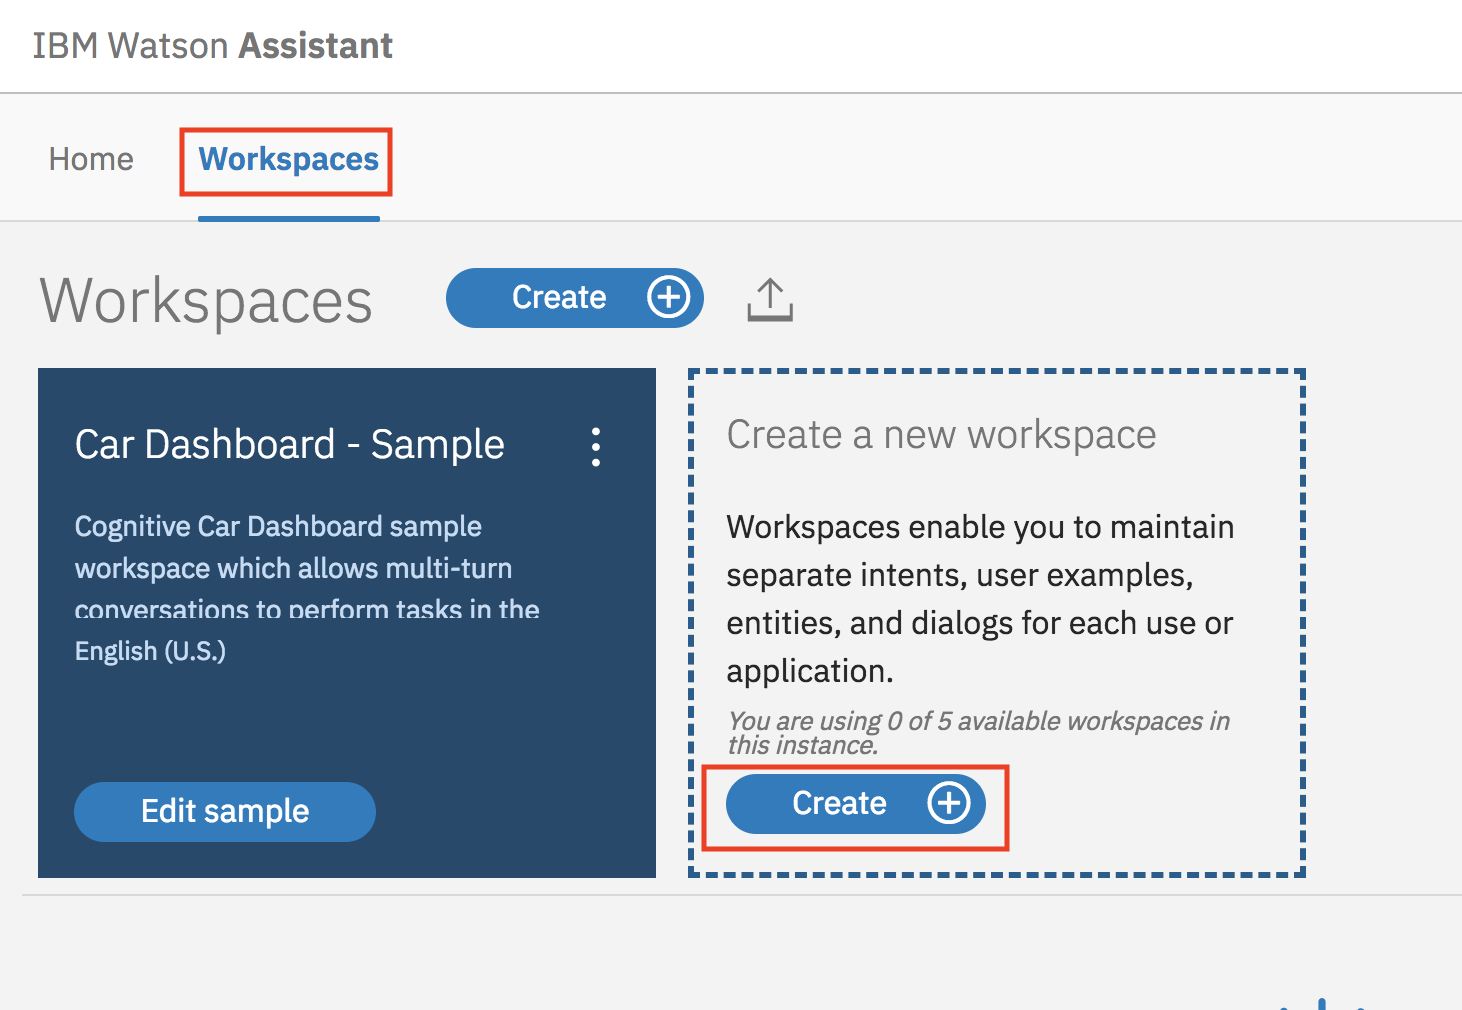 IBM Watson Assistant
Home Workspaces
Workspaces Create
Car Dashboard - Sample
Cognitive Car Dashboard sample
workspace which allows multi-turn
conversations to perform tasks in the
English (U.S.)
Edit sample
Create a new workspace
Workspaces enable you to maintain
separate intents, user examples,
entities, and dialogs for each use or
application.
You are using 0 of 5 available workspaces in
this instance.
Create